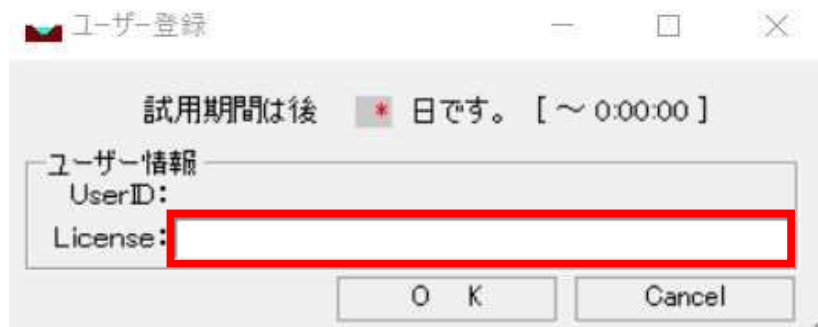 ユーザー登録
試用期間は後 * 日です。 [ ～ 0:00:00 ]
ユーザー情報
UserID:
License:
O K Cancel